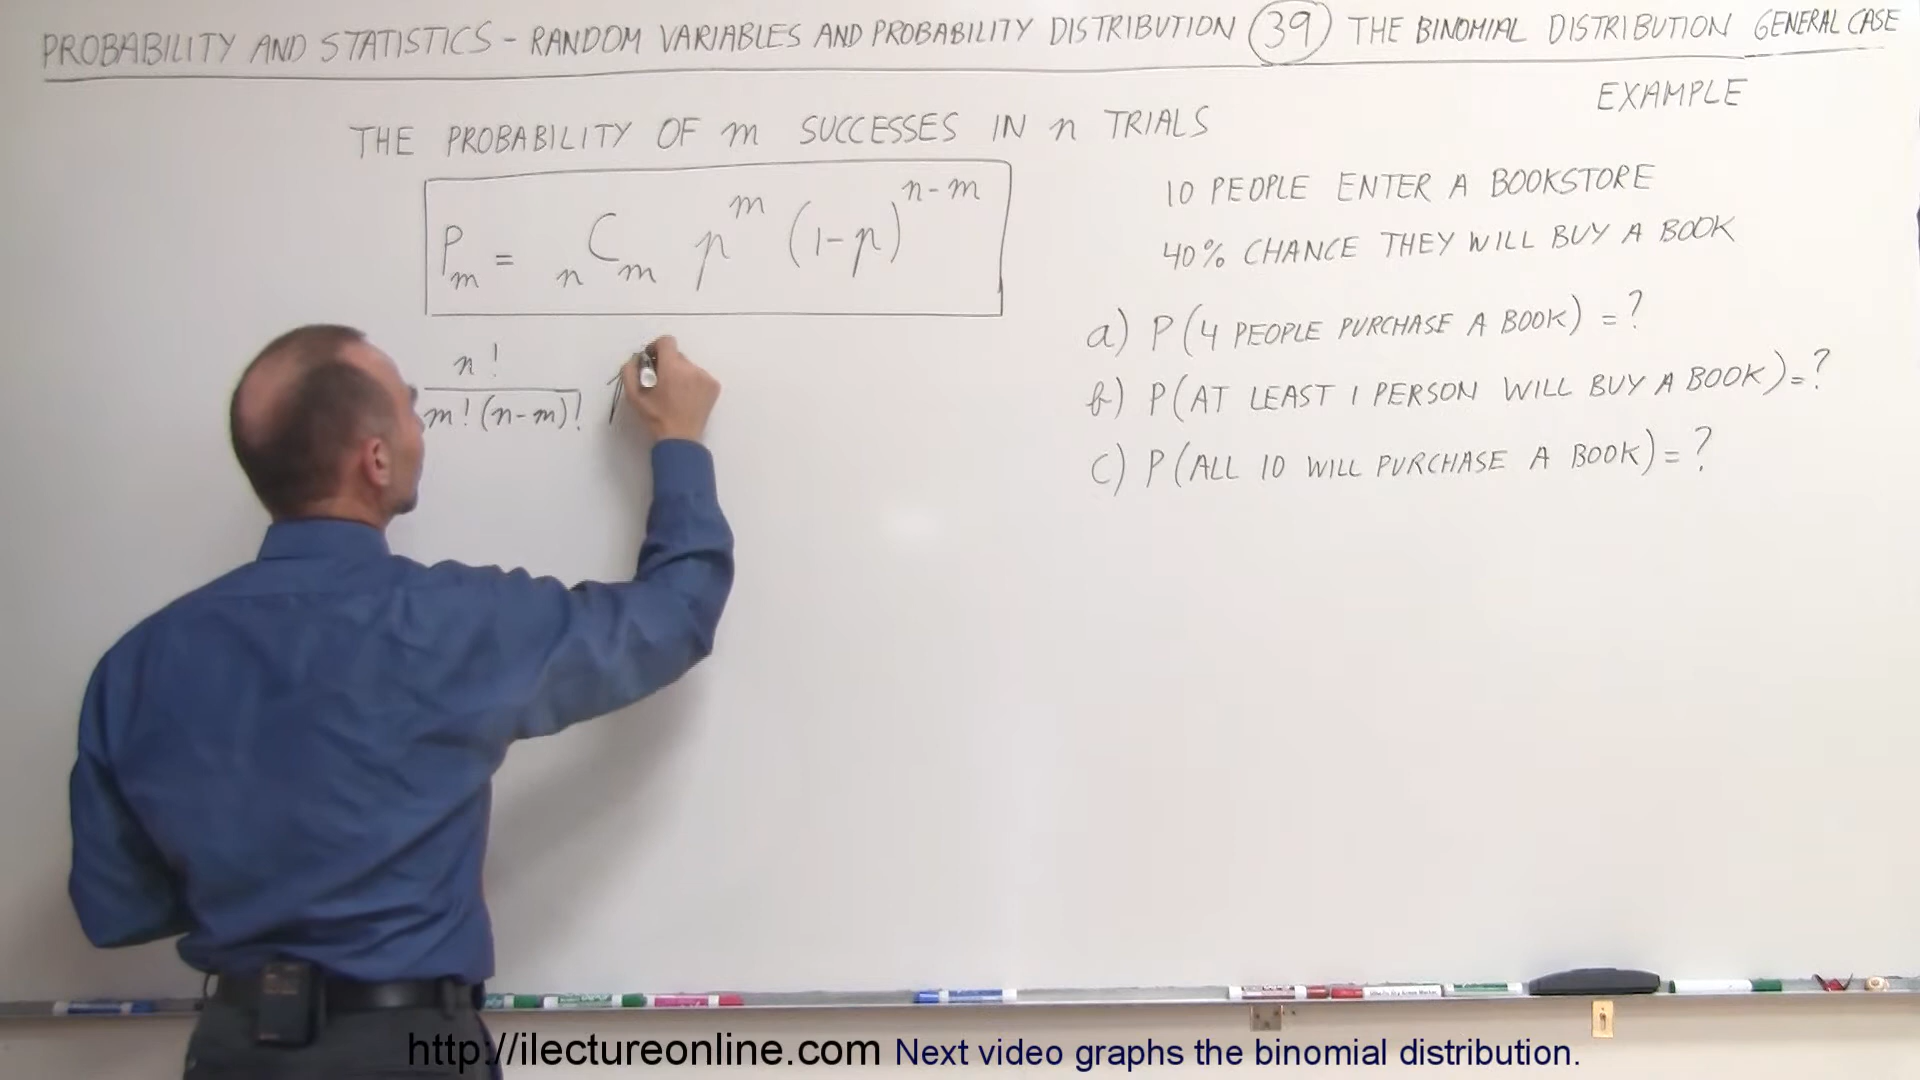 PROBABILITY AND STATISTICS - RANDOM VARIABLES AND PROBABILITY DISTRIBUTION 39 THE BINOMIAL DISTRIBUTION GENERAL CASE
EXAMPLE
THE PROBABILITY OF m SUCCESSES IN n TRIALS
P_m = nC_m p^m (1-p)^{n-m}
n!
m!(n-m)! p
10 PEOPLE ENTER A BOOKSTORE
40% CHANCE THEY WILL BUY A BOOK
a) P(4 PEOPLE PURCHASE A BOOK) = ?
b) P(AT LEAST 1 PERSON WILL BUY A BOOK) = ?
c) P(ALL 10 WILL PURCHASE A BOOK) = ?
http://ilectureonline.com Next video graphs the binomial distribution.